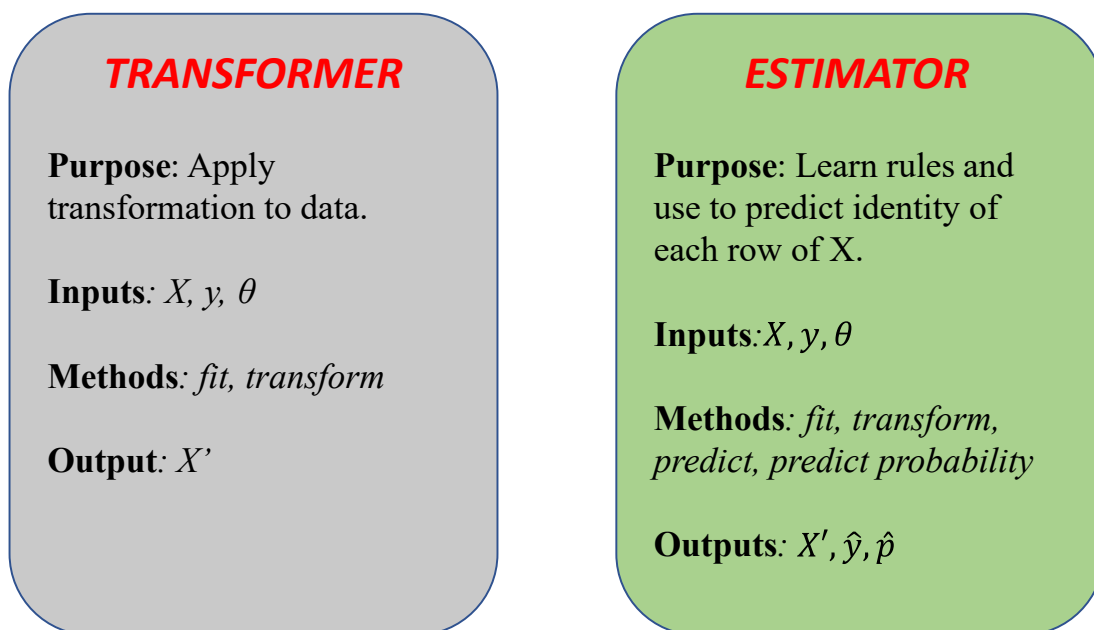 TRANSFORMER
Purpose: Apply
transformation to data.
Inputs: X, y, θ
Methods: fit, transform
Output: X’
ESTIMATOR
Purpose: Learn rules and
use to predict identity of
each row of X.
Inputs:X, y, θ
Methods: fit, transform,
predict, predict probability
Outputs: X′, ŷ, p̂